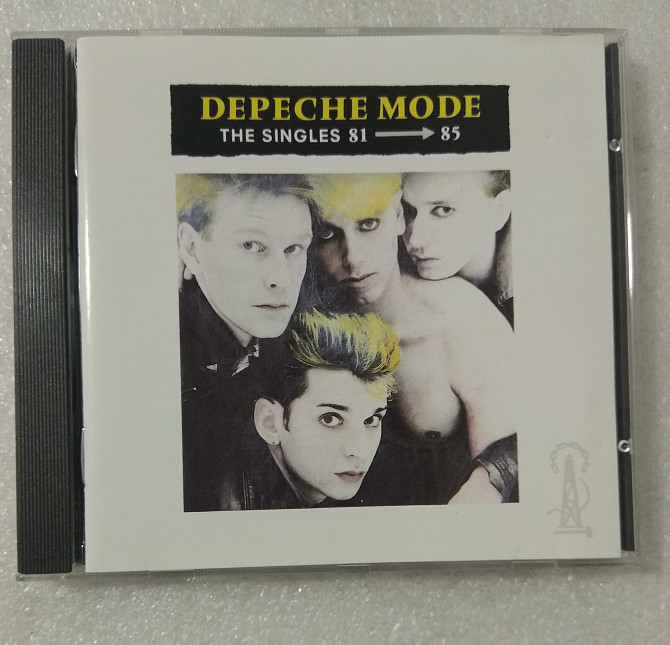 DEPECHE MODE
THE SINGLES 81 → 85